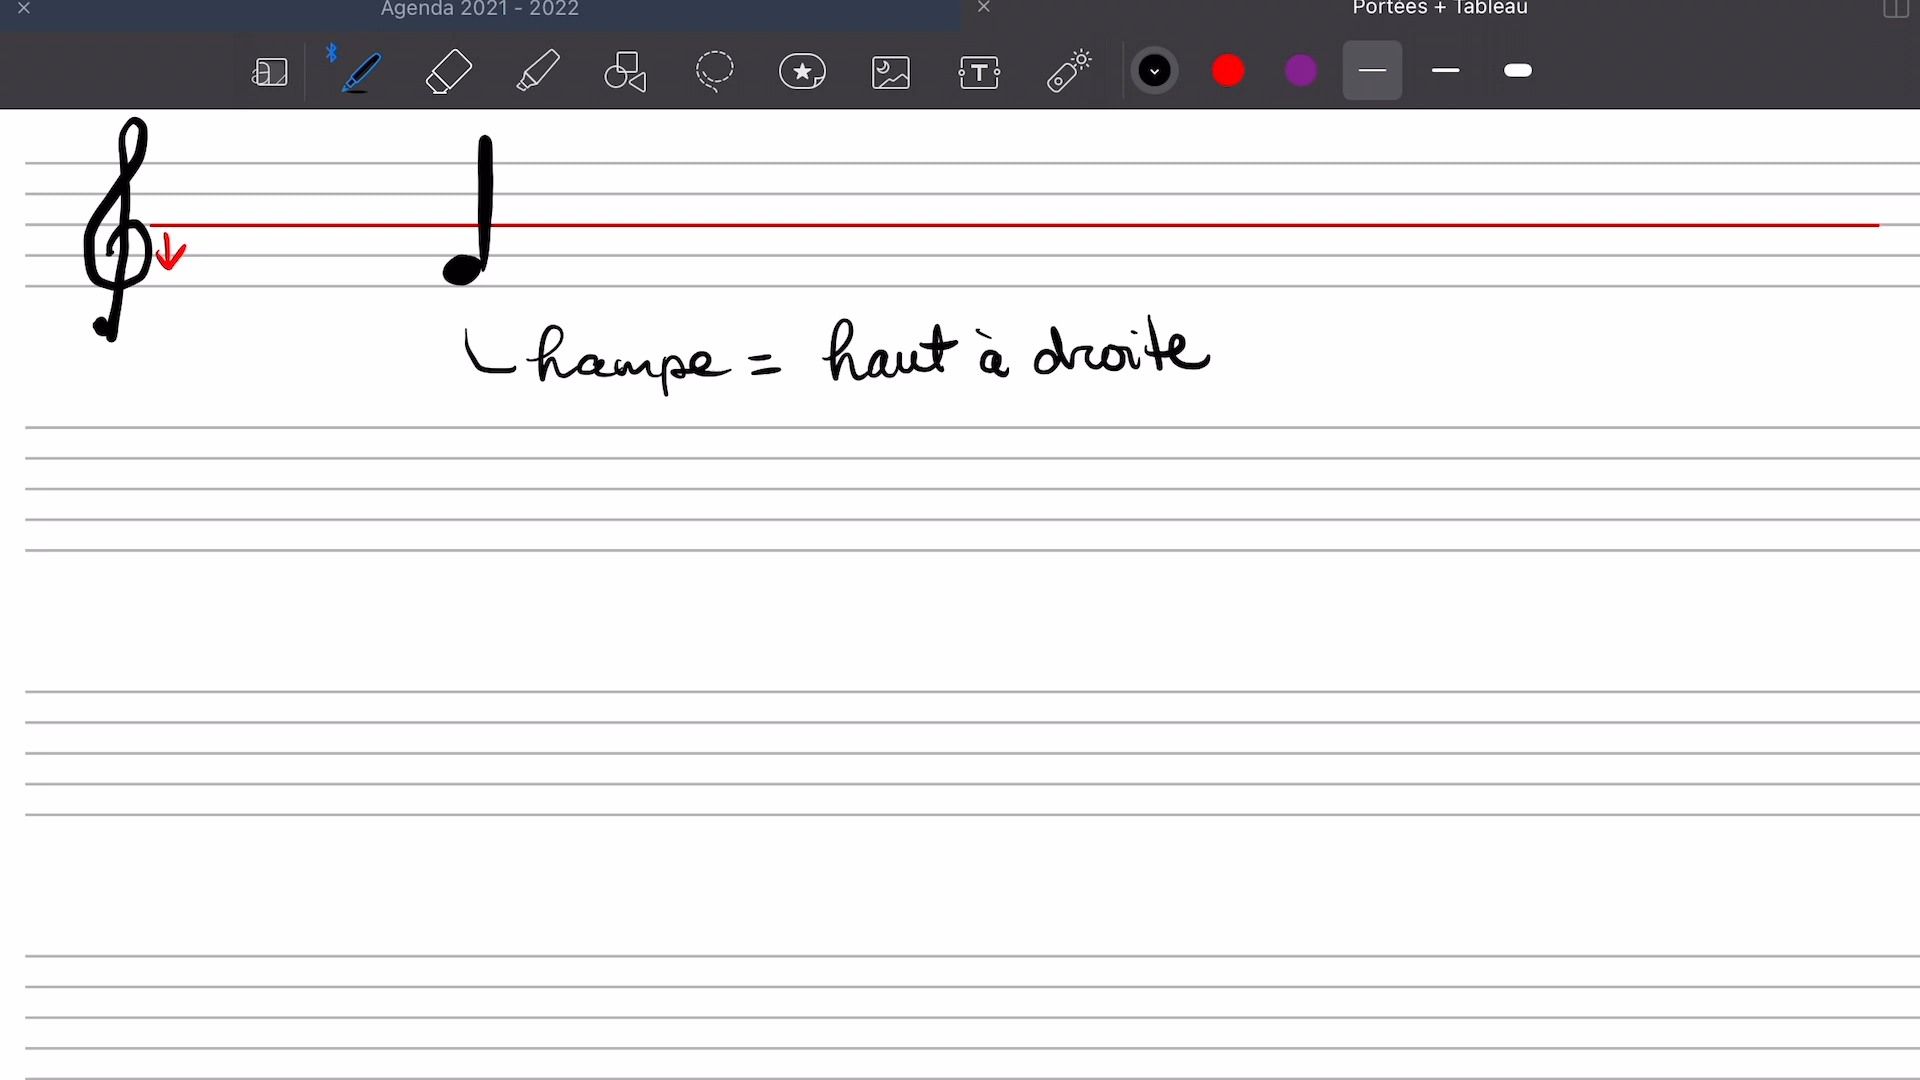 Agenda 2021 - 2022
Portées + Tableau
hampe = haut à droite